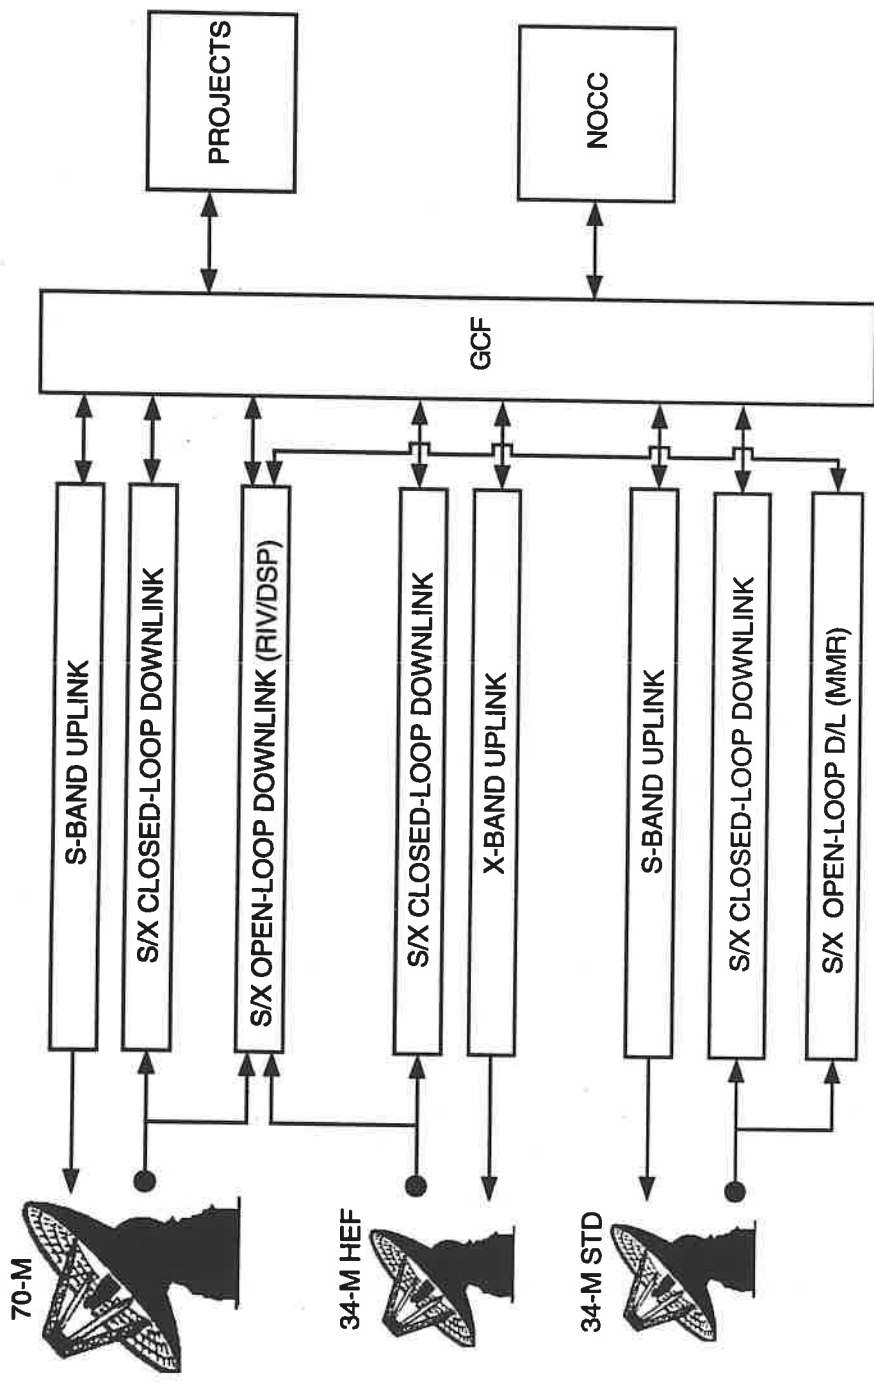 70-M
S-BAND UPLINK
S/X CLOSED-LOOP DOWNLINK
S/X OPEN-LOOP DOWNLINK (RIV/DSP)
34-M HEF
S/X CLOSED-LOOP DOWNLINK
X-BAND UPLINK
34-M STD
S-BAND UPLINK
S/X CLOSED-LOOP DOWNLINK
S/X OPEN-LOOP D/L (MMR)
GCF
PROJECTS
NOCC